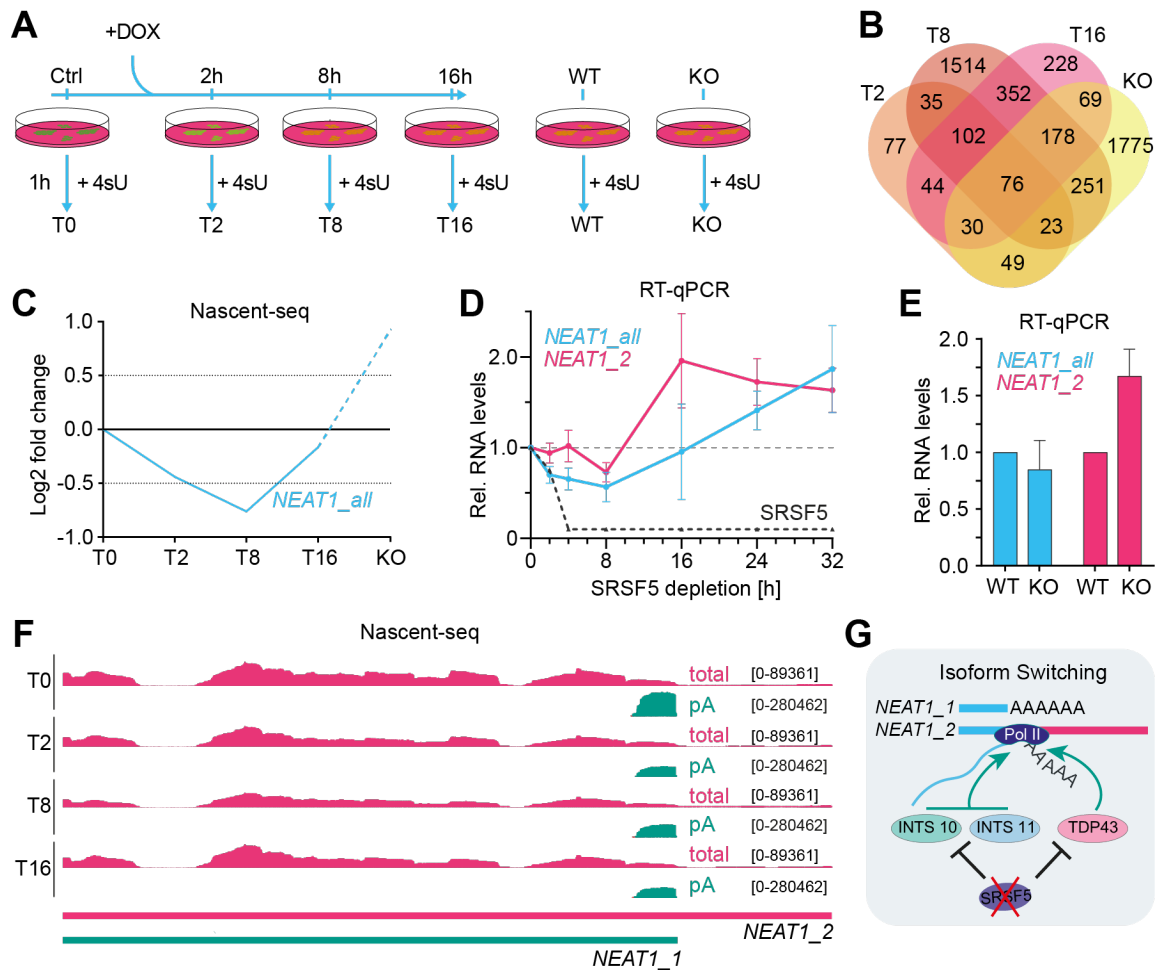 A
+DOX
Ctrl 2h 8h 16h WT KO
1h + 4sU + 4sU + 4sU + 4sU + 4sU + 4sU
T0 T2 T8 T16 WT KO
B
T8 T16
T2 KO
1514 228
35 352 69
77 102 178 1775
44 76 251
30 23
49
C
Nascent-seq
Log2 fold change
1.0
0.5
0.0
-0.5
-1.0
NEAT1_all
T0 T2 T8 T16 KO
D
RT-qPCR
NEAT1_all
NEAT1_2
Rel. RNA levels
2.0
1.0
0
SRSF5
0 8 16 24 32
SRSF5 depletion [h]
E
RT-qPCR
NEAT1_all
NEAT1_2
Rel. RNA levels
2.0
1.5
1.0
0.5
0.0
WT KO WT KO
F
Nascent-seq
T0 total [0-89361]
pA [0-280462]
T2 total [0-89361]
pA [0-280462]
T8 total [0-89361]
pA [0-280462]
T16 total [0-89361]
pA [0-280462]
NEAT1_2
NEAT1_1
G
Isoform Switching
NEAT1_1 AAAAAA
NEAT1_2
Pol II
AAAAAA
INTS 10 INTS 11 TDP43
SRSF5